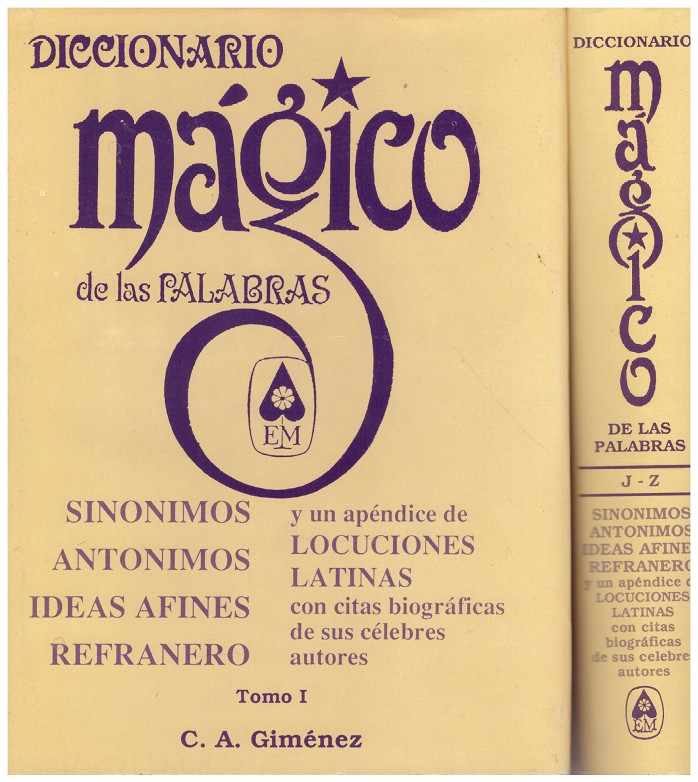 DICCIONARIO
mágico
de las PALABRAS
EM
SINONIMOS
ANTONIMOS
IDEAS AFINES
REFRANERO
y un apéndice de
LOCUCIONES
LATINAS
con citas biográficas
de sus célebres
autores
Tomo I
C. A. Giménez
DICCIONARIO
mágico
DE LAS
PALABRAS
J - Z
SINONIMOS
ANTONIMOS
IDEAS AFINES
REFRANERO
y un apéndice d
LOCUCIONES
LATINAS
con citas
biográficas
de sus celebres
autores
EM